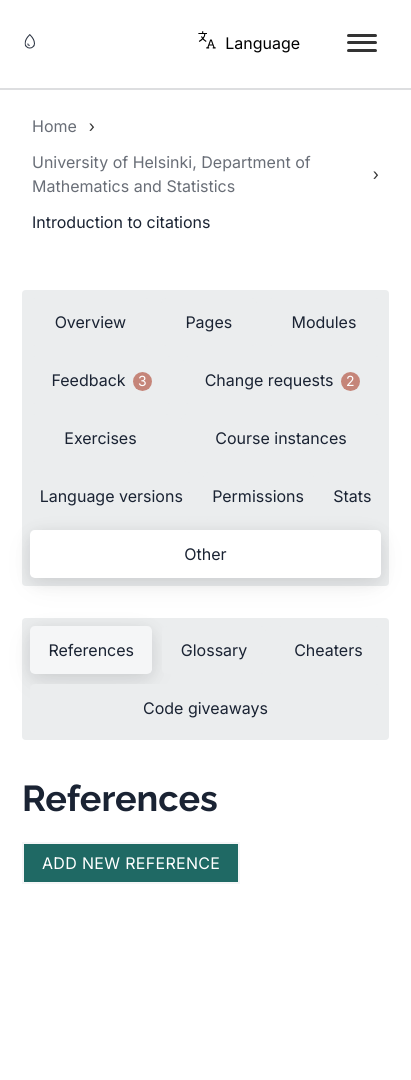 Language
Home ›
University of Helsinki, Department of
Mathematics and Statistics ›
Introduction to citations
Overview Pages Modules
Feedback 3 Change requests 2
Exercises Course instances
Language versions Permissions Stats
Other
References Glossary Cheaters
Code giveaways
References
ADD NEW REFERENCE